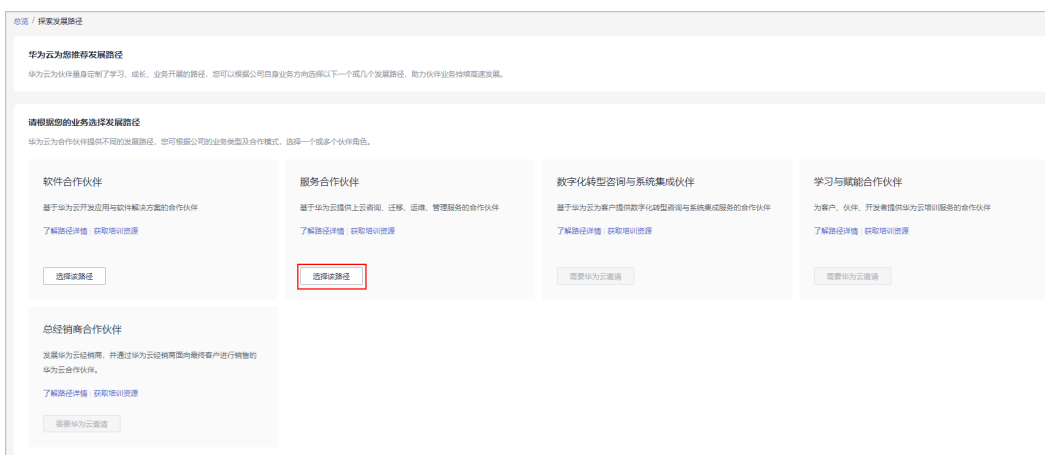 总览 / 探索发展路径
华为云为您推荐发展路径
华为云为伙伴量身定制了学习、成长、业务开展的路径，您可以根据公司自身业务方向选择以下一个或几个发展路径，助力伙伴业务持续高速发展。
请根据您的业务选择发展路径
华为云为合作伙伴提供不同的发展路径，您可根据公司的业务类型及合作模式，选择一个或多个伙伴角色。
软件合作伙伴
基于华为云开发应用与软件解决方案的合作伙伴
了解路径详情 | 获取培训资源
选择该路径
服务合作伙伴
基于华为云提供上云咨询、迁移、运维、管理服务的合作伙伴
了解路径详情 | 获取培训资源
选择该路径
数字化转型咨询与系统集成伙伴
基于华为云为客户提供数字化转型咨询与系统集成服务的合作伙伴
了解路径详情 | 获取培训资源
需要华为云邀请
学习与赋能合作伙伴
为客户、伙伴、开发者提供华为云培训服务的合作伙伴
了解路径详情 | 获取培训资源
需要华为云邀请
总经销商合作伙伴
发展华为云经销商，并通过华为云经销商面向最终客户进行销售的
华为云合作伙伴。
了解路径详情 | 获取培训资源
需要华为云邀请